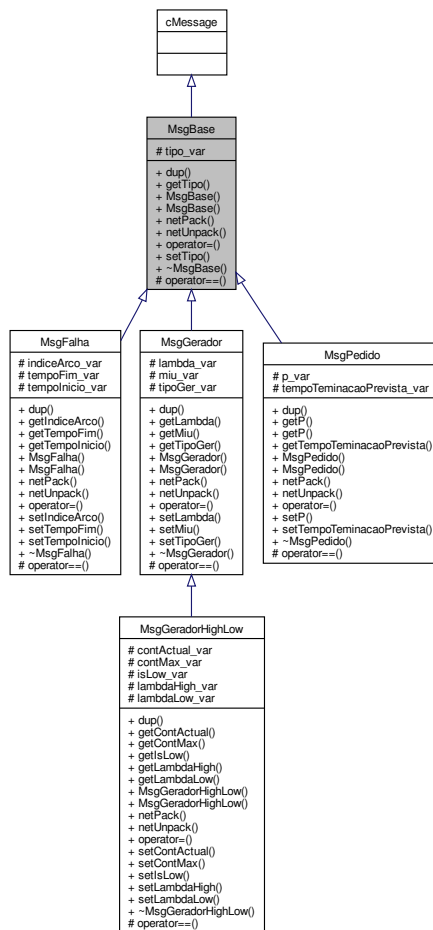 cMessage
MsgBase
# tipo_var
+ dup()
+ getTipo()
+ MsgBase()
+ MsgBase()
+ netPack()
+ netUnpack()
+ operator=()
+ setTipo()
+ ~MsgBase()
# operator==()
MsgFalha
# indiceArco_var
# tempoFim_var
# tempoInicio_var
+ dup()
+ getIndiceArco()
+ getTempoFim()
+ getTempoInicio()
+ MsgFalha()
+ MsgFalha()
+ netPack()
+ netUnpack()
+ operator=()
+ setIndiceArco()
+ setTempoFim()
+ setTempoInicio()
+ ~MsgFalha()
# operator==()
MsgGerador
# lambda_var
# miu_var
# tipoGer_var
+ dup()
+ getLambda()
+ getMiu()
+ getTipoGer()
+ MsgGerador()
+ MsgGerador()
+ netPack()
+ netUnpack()
+ operator=()
+ setLambda()
+ setMiu()
+ setTipoGer()
+ ~MsgGerador()
# operator==()
MsgPedido
# p_var
# tempoTeminacaoPrevista_var
+ dup()
+ getP()
+ getP()
+ getTempoTeminacaoPrevista()
+ MsgPedido()
+ MsgPedido()
+ netPack()
+ netUnpack()
+ operator=()
+ setP()
+ setTempoTeminacaoPrevista()
+ ~MsgPedido()
# operator==()
MsgGeradorHighLow
# contActual_var
# contMax_var
# isLow_var
# lambdaHigh_var
# lambdaLow_var
+ dup()
+ getContActual()
+ getContMax()
+ getIsLow()
+ getLambdaHigh()
+ getLambdaLow()
+ MsgGeradorHighLow()
+ MsgGeradorHighLow()
+ netPack()
+ netUnpack()
+ operator=()
+ setContActual()
+ setContMax()
+ setIsLow()
+ setLambdaHigh()
+ setLambdaLow()
+ ~MsgGeradorHighLow()
# operator==()